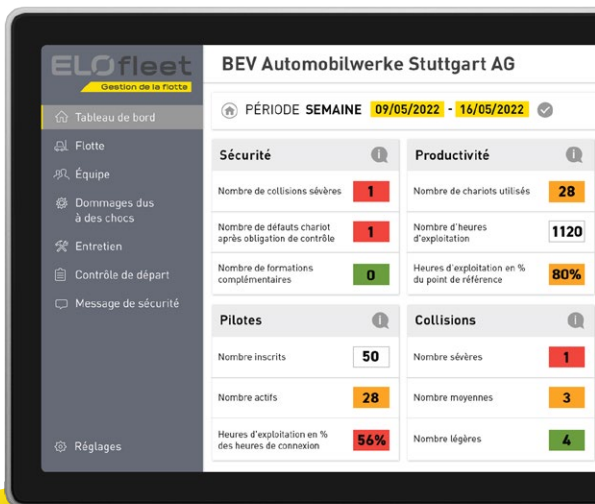 ELOfleet
Gestion de la flotte
Tableau de bord
Flotte
Équipe
Dommages dus
à des chocs
Entretien
Contrôle de départ
Message de sécurité
Réglages
BEV Automobilwerke Stuttgart AG
PÉRIODE SEMAINE 09/05/2022 - 16/05/2022
Sécurité
Nombre de collisions sévères 1
Nombre de défauts chariot
après obligation de contrôle 1
Nombre de formations
complémentaires 0
Productivité
Nombre de chariots utilisés 28
Nombre d'heures
d'exploitation 1120
Heures d'exploitation en %
du point de référence 80%
Pilotes
Nombre inscrits 50
Nombre actifs 28
Heures d'exploitation en %
des heures de connexion 56%
Collisions
Nombre sévères 1
Nombre moyennes 3
Nombre légères 4